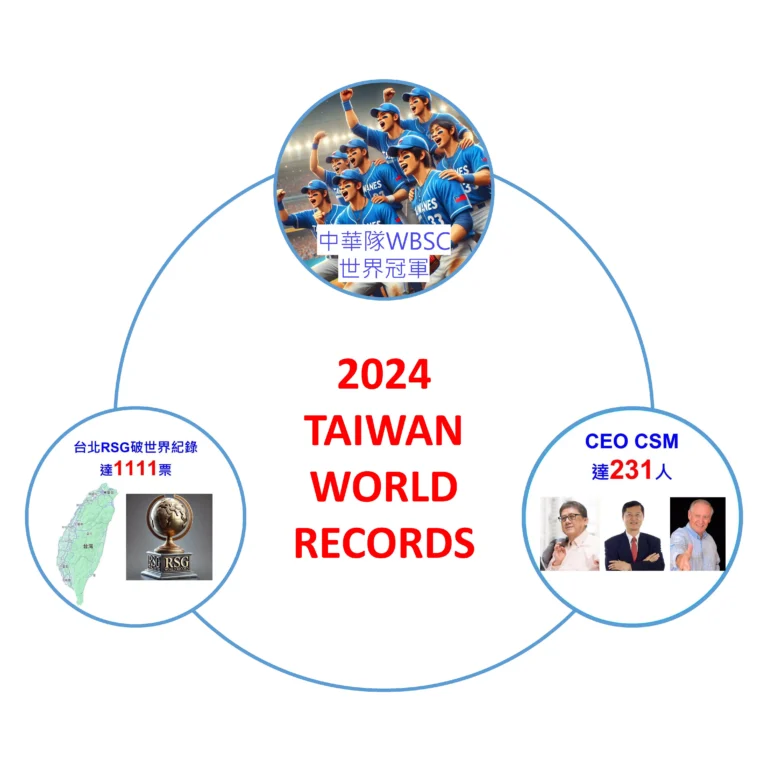 中華隊WBSC
世界冠軍
2024
TAIWAN
WORLD
RECORDS
台北RSG破世界紀錄
達1111票
台灣
RSG
CEO CSM
達231人